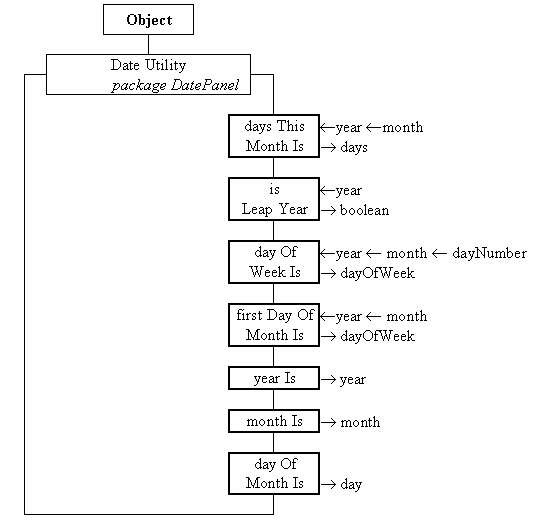 Object
Date Utility
package DatePanel
days This ←year ←month
Month Is → days
is ←year
Leap Year → boolean
day Of ←year ← month ← dayNumber
Week Is → dayOfWeek
first Day Of ←year ← month
Month Is → dayOfWeek
year Is → year
month Is → month
day Of
Month Is → day